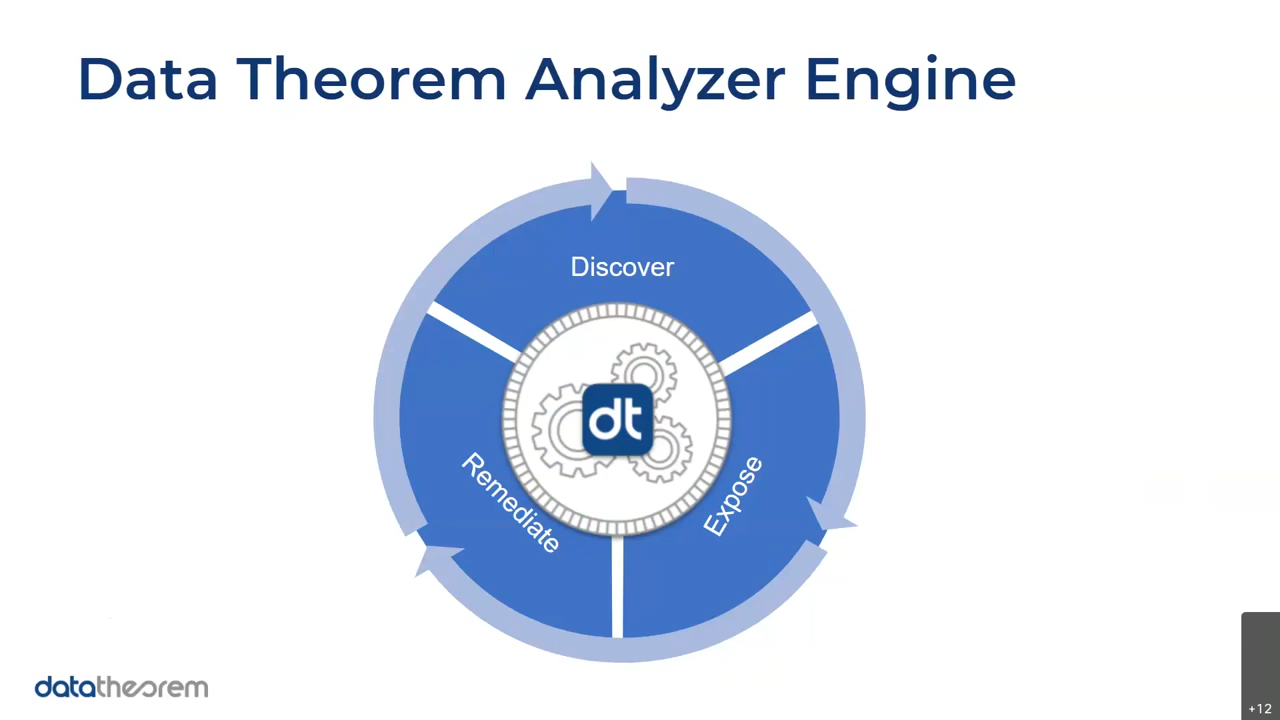 Data Theorem Analyzer Engine
Discover
Remediate
Expose
dt
datatheorem
+12